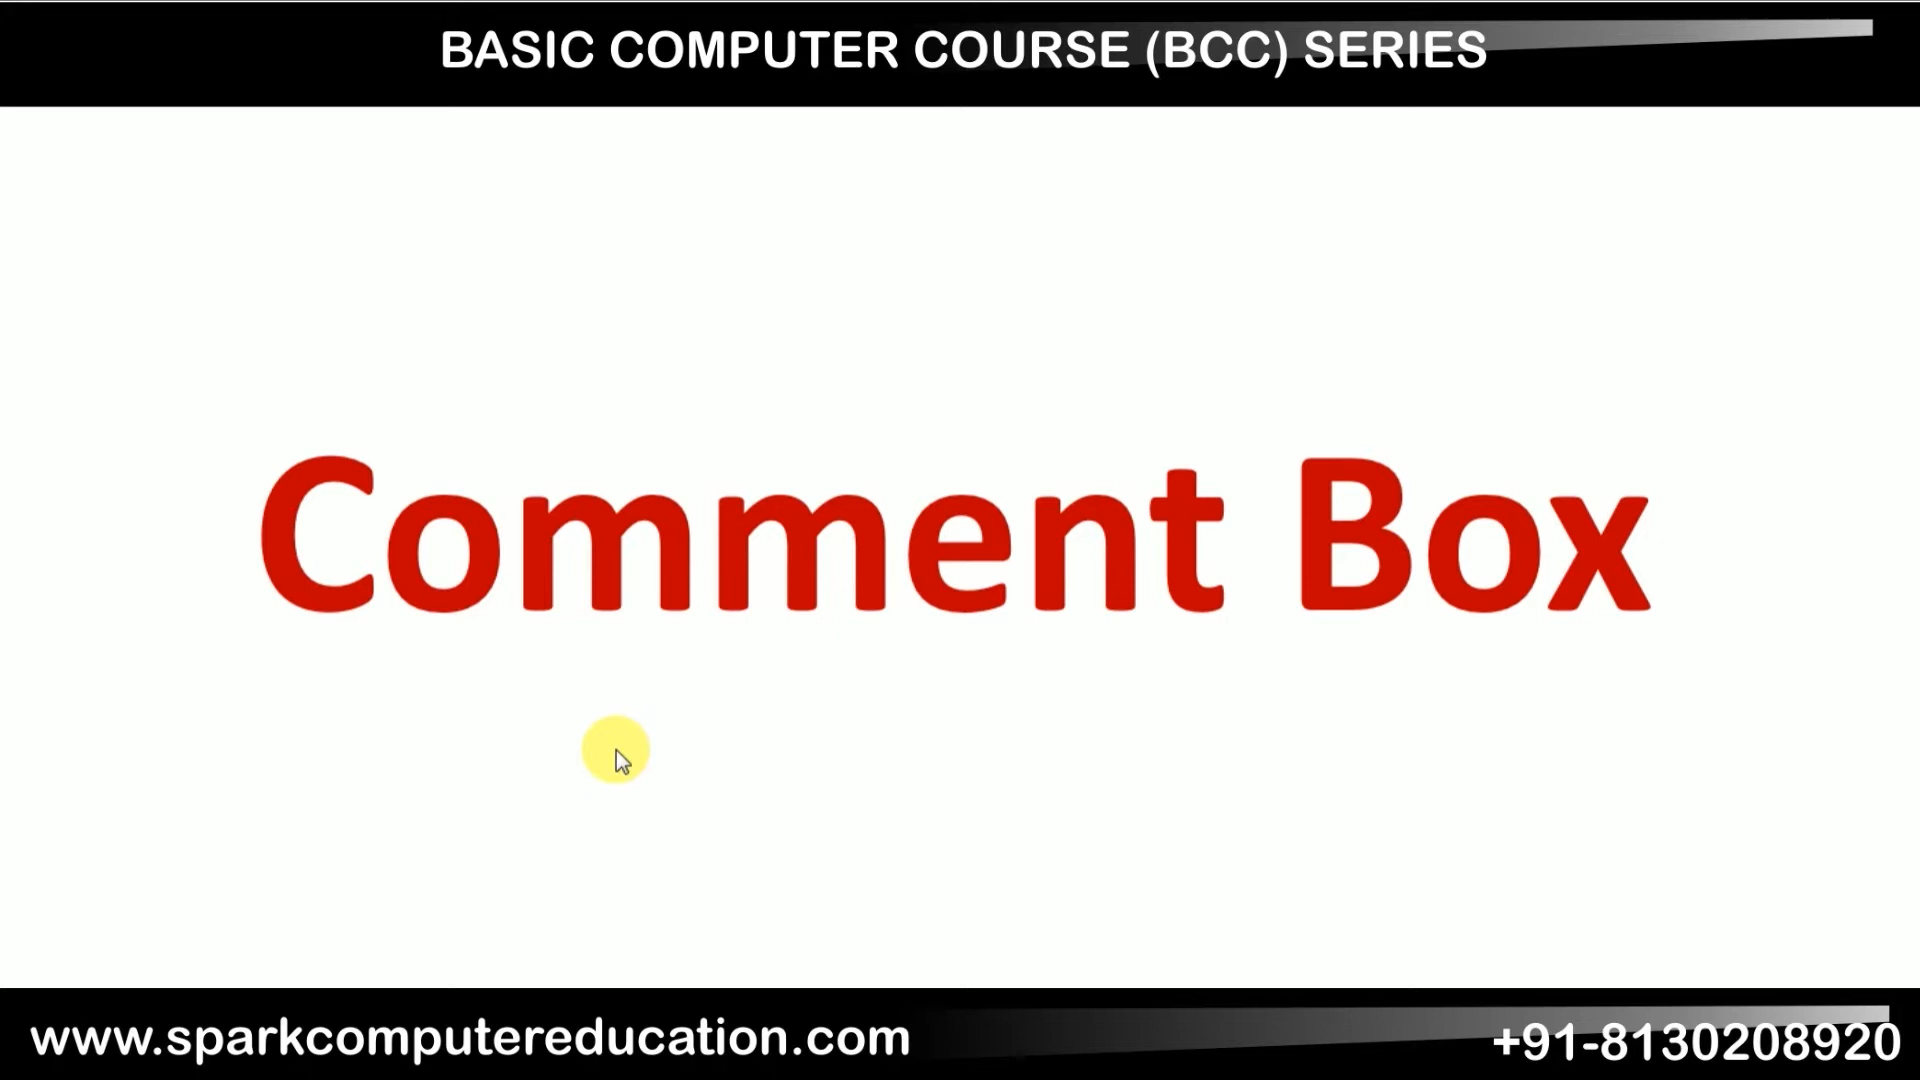 BASIC COMPUTER COURSE (BCC) SERIES
Comment Box
www.sparkcomputereducation.com
+91-8130208920